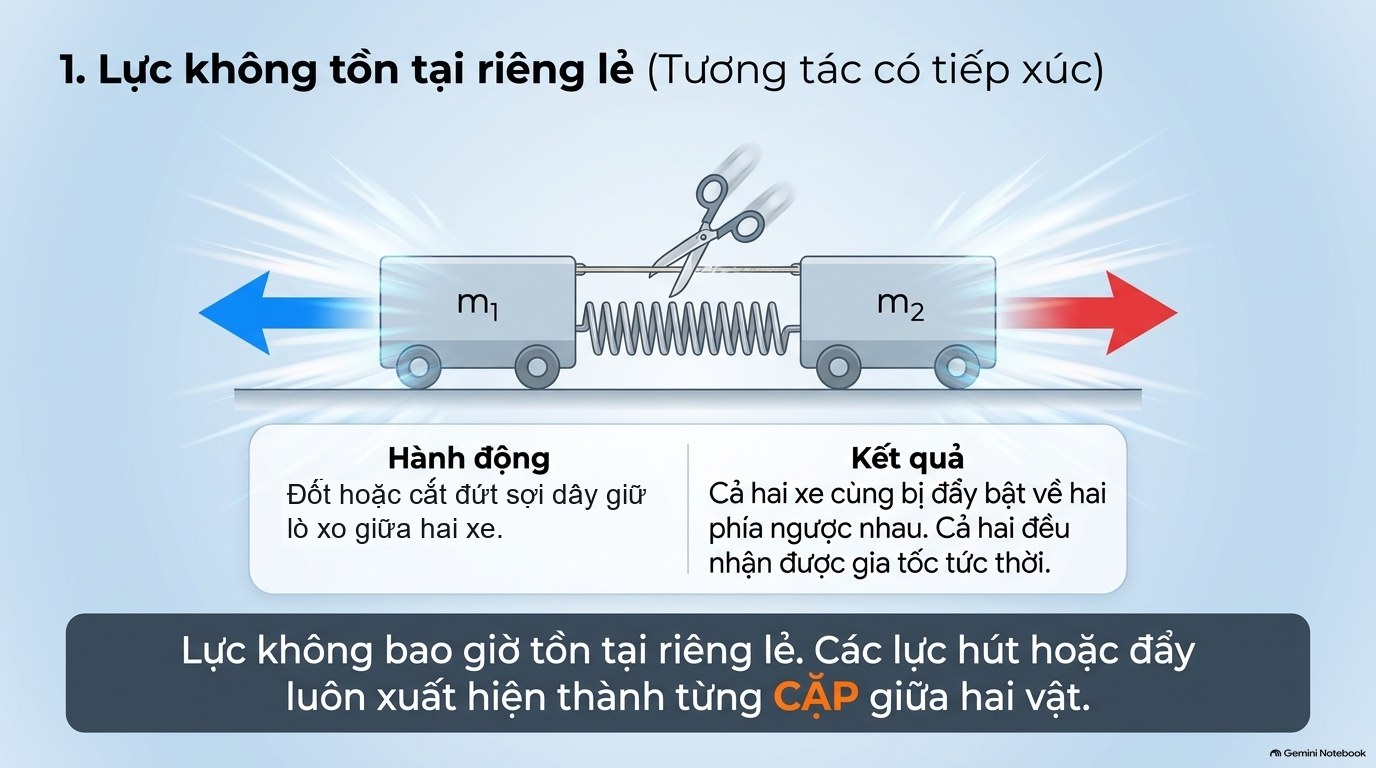 1. Lực không tồn tại riêng lẻ (Tương tác có tiếp xúc)
m₁
m₂
Hành động
Đốt hoặc cắt đứt sợi dây giữ
lò xo giữa hai xe.
Kết quả
Cả hai xe cùng bị đẩy bật về hai
phía ngược nhau. Cả hai đều
nhận được gia tốc tức thời.
Lực không bao giờ tồn tại riêng lẻ. Các lực hút hoặc đẩy
luôn xuất hiện thành từng CẶP giữa hai vật.
Gemini Notebook